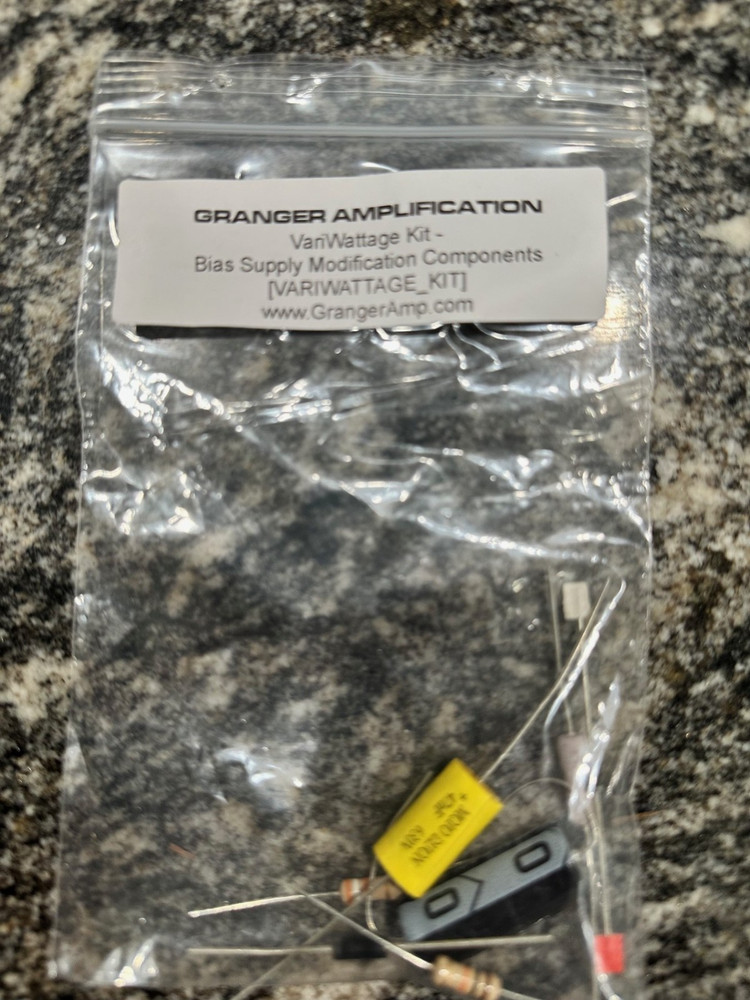 GRANGER AMPLIFICATION
VariWattage Kit -
Bias Supply Modification Components
[VARIWATTAGE_KIT]
www.GrangerAmp.com